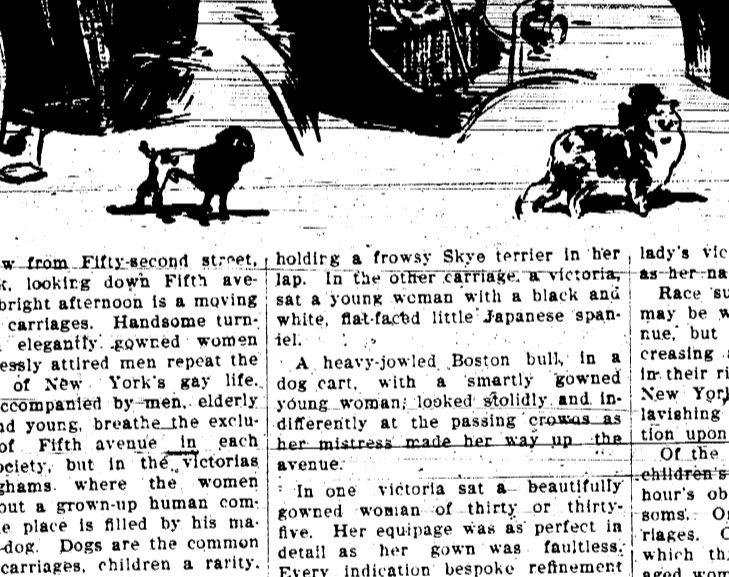 w from Fifty-second street,
k, looking down Fifth ave-
bright afternoon is a moving
carriages. Handsome turn-
elegantly gowned women
essly attired men repeat the
of New York's gay life.
ccompanied by men, elderly
nd young, breathe the exclu-
of Fifth avenue in each
ociety, but in the victorias
ghams where the women
out a grown-up human com-
e place is filled by his ma-
dog. Dogs are the common
carriages, children a rarity.
holding a frowsy Skye terrier in her
lap. In the other carriage, a victoria,
sat a young woman with a black and
white, flat-faced little Japanese span-
iel.
A heavy-jowled Boston bull, in a
dog cart, with a smartly gowned
young woman, looked stolidly and in-
differently at the passing crowds as
her mistress made her way up the
avenue.
In one victoria sat a beautifully
gowned woman of thirty or thirty-
five. Her equipage was as perfect in
detail as her gown was faultless.
Every indication bespoke refinement
lady's vic
as her na
Race su
may be w
nue, but
creasing
in their ri
New York
lavishing
tion upon
Of the
children's
hour's ob
soms. O
riages. C
which th
aged wom